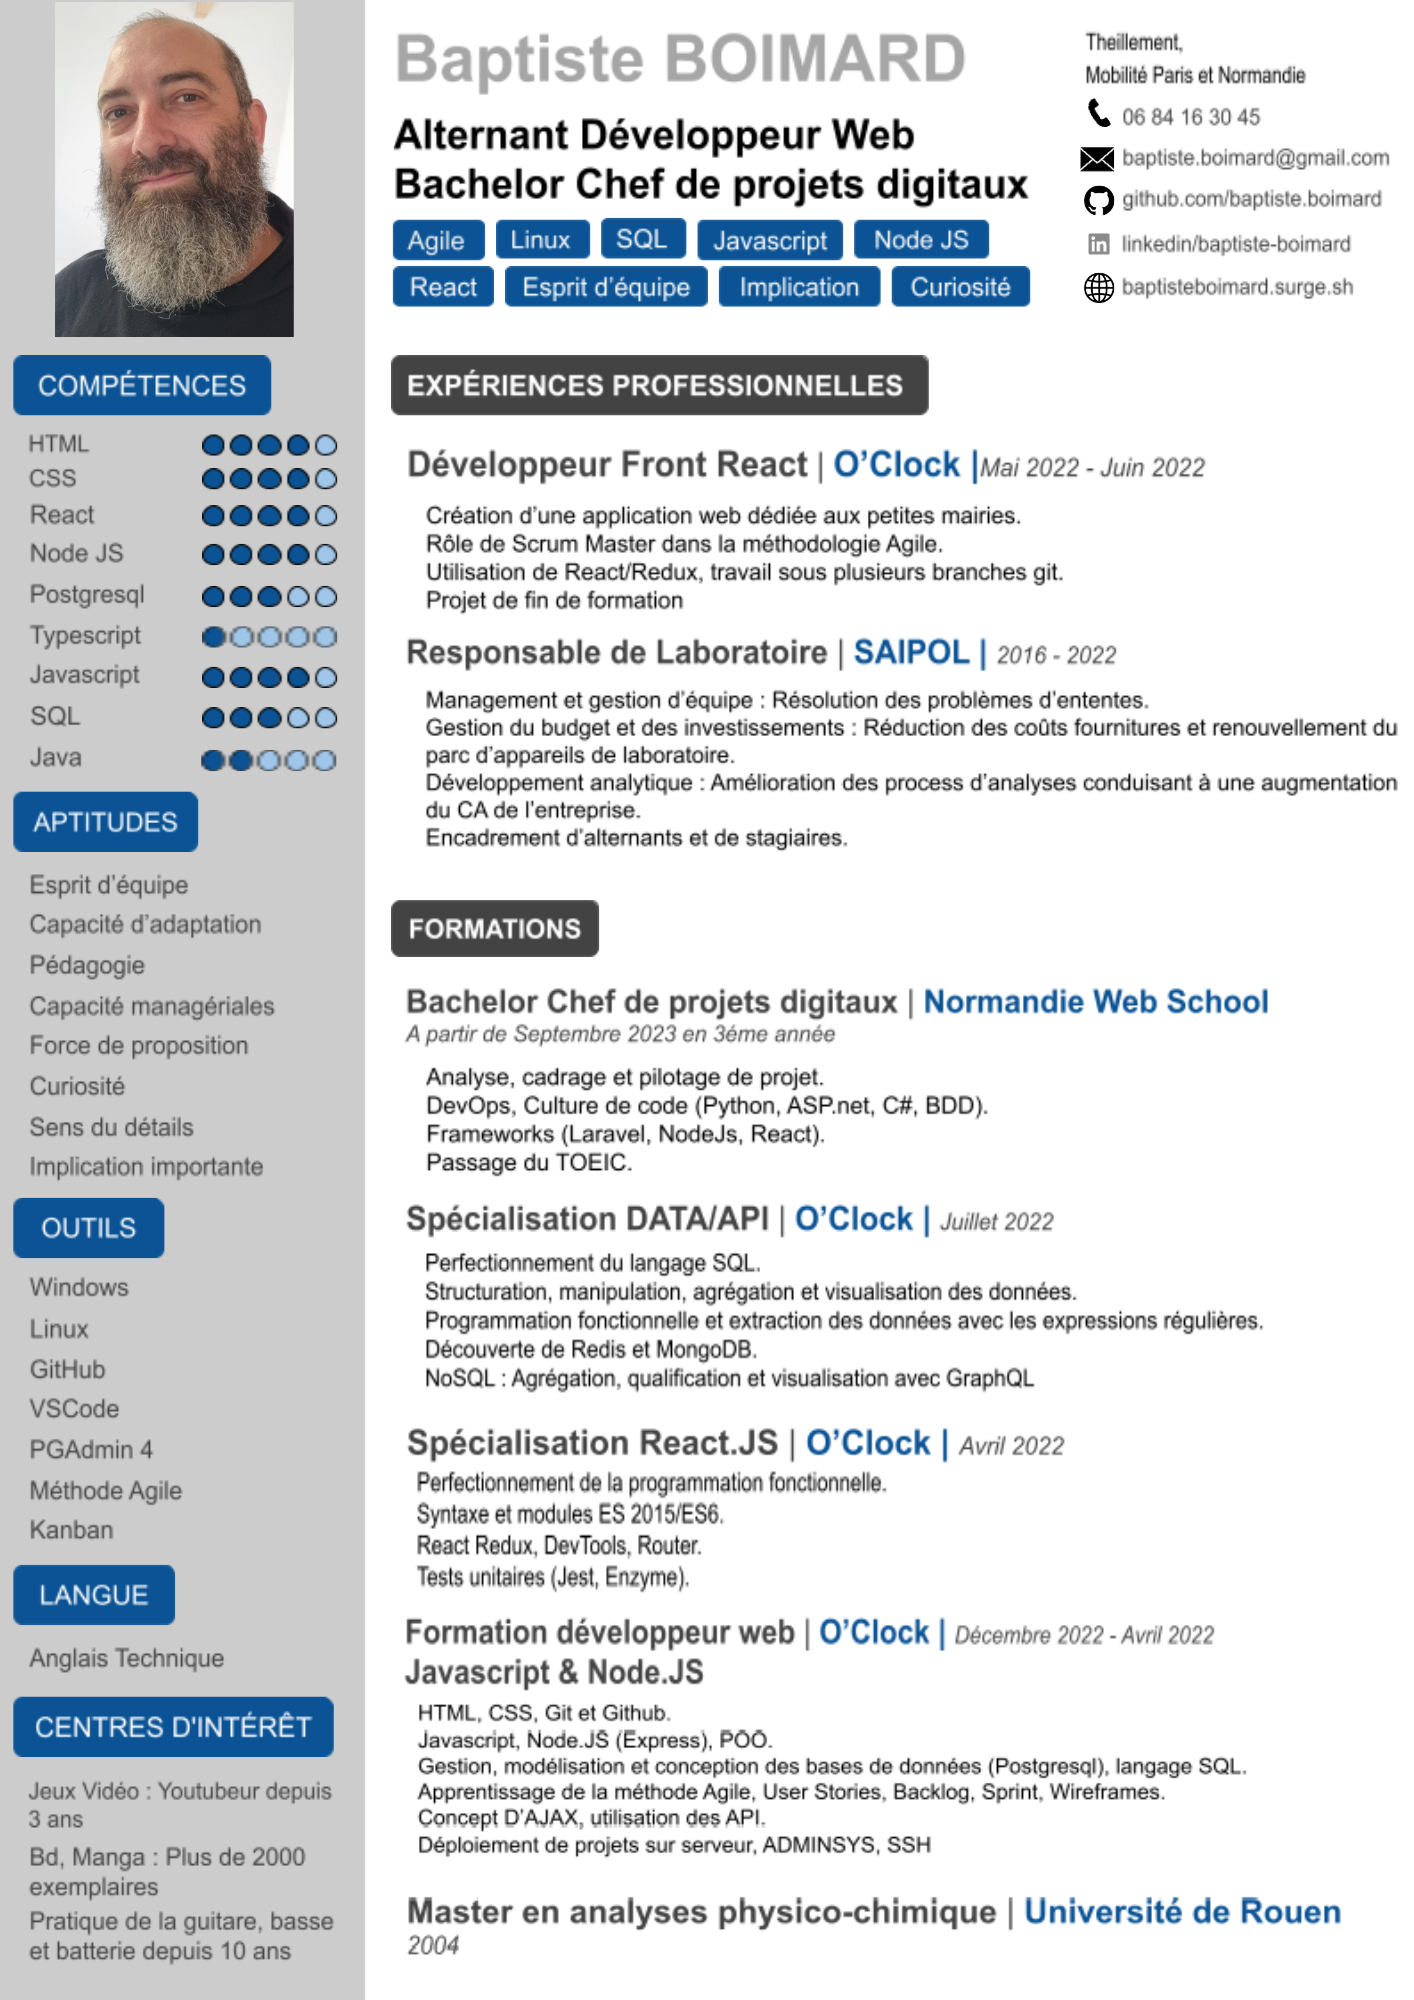 Baptiste BOIMARD
Alternant Développeur Web
Bachelor Chef de projets digitaux
Agile Linux SQL Javascript Node JS
React Esprit d'équipe Implication Curiosité
Theillement,
Mobilité Paris et Normandie
06 84 16 30 45
baptiste.boimard@gmail.com
github.com/baptiste.boimard
linkedin/baptiste-boimard
baptisteboimard.surge.sh
COMPÉTENCES
HTML
CSS
React
Node JS
Postgresql
Typescript
Javascript
SQL
Java
APTITUDES
Esprit d'équipe
Capacité d'adaptation
Pédagogie
Capacité managériales
Force de proposition
Curiosité
Sens du détails
Implication importante
OUTILS
Windows
Linux
GitHub
VSCode
PGAdmin 4
Méthode Agile
Kanban
LANGUE
Anglais Technique
CENTRES D'INTÉRÊT
Jeux Vidéo : Youtubeur depuis
3 ans
Bd, Manga : Plus de 2000
exemplaires
Pratique de la guitare, basse
et batterie depuis 10 ans
EXPÉRIENCES PROFESSIONNELLES
Développeur Front React | O'Clock |Mai 2022 - Juin 2022
Création d'une application web dédiée aux petites mairies.
Rôle de Scrum Master dans la méthodologie Agile.
Utilisation de React/Redux, travail sous plusieurs branches git.
Projet de fin de formation
Responsable de Laboratoire | SAIPOL | 2016 - 2022
Management et gestion d'équipe : Résolution des problèmes d'ententes.
Gestion du budget et des investissements : Réduction des coûts fournitures et renouvellement du
parc d'appareils de laboratoire.
Développement analytique : Amélioration des process d'analyses conduisant à une augmentation
du CA de l'entreprise.
Encadrement d'alternants et de stagiaires.
FORMATIONS
Bachelor Chef de projets digitaux | Normandie Web School
A partir de Septembre 2023 en 3éme année
Analyse, cadrage et pilotage de projet.
DevOps, Culture de code (Python, ASP.net, C#, BDD).
Frameworks (Laravel, NodeJs, React).
Passage du TOEIC.
Spécialisation DATA/API | O'Clock | Juillet 2022
Perfectionnement du langage SQL.
Structuration, manipulation, agrégation et visualisation des données.
Programmation fonctionnelle et extraction des données avec les expressions régulières.
Découverte de Redis et MongoDB.
NoSQL : Agrégation, qualification et visualisation avec GraphQL
Spécialisation React.JS | O'Clock | Avril 2022
Perfectionnement de la programmation fonctionnelle.
Syntaxe et modules ES 2015/ES6.
React Redux, DevTools, Router.
Tests unitaires (Jest, Enzyme).
Formation développeur web | O'Clock | Décembre 2022 - Avril 2022
Javascript & Node.JS
HTML, CSS, Git et Github.
Javascript, Node.JS (Express), POO.
Gestion, modélisation et conception des bases de données (Postgresql), langage SQL.
Apprentissage de la méthode Agile, User Stories, Backlog, Sprint, Wireframes.
Concept D'AJAX, utilisation des API.
Déploiement de projets sur serveur, ADMINSYS, SSH
Master en analyses physico-chimique | Université de Rouen
2004